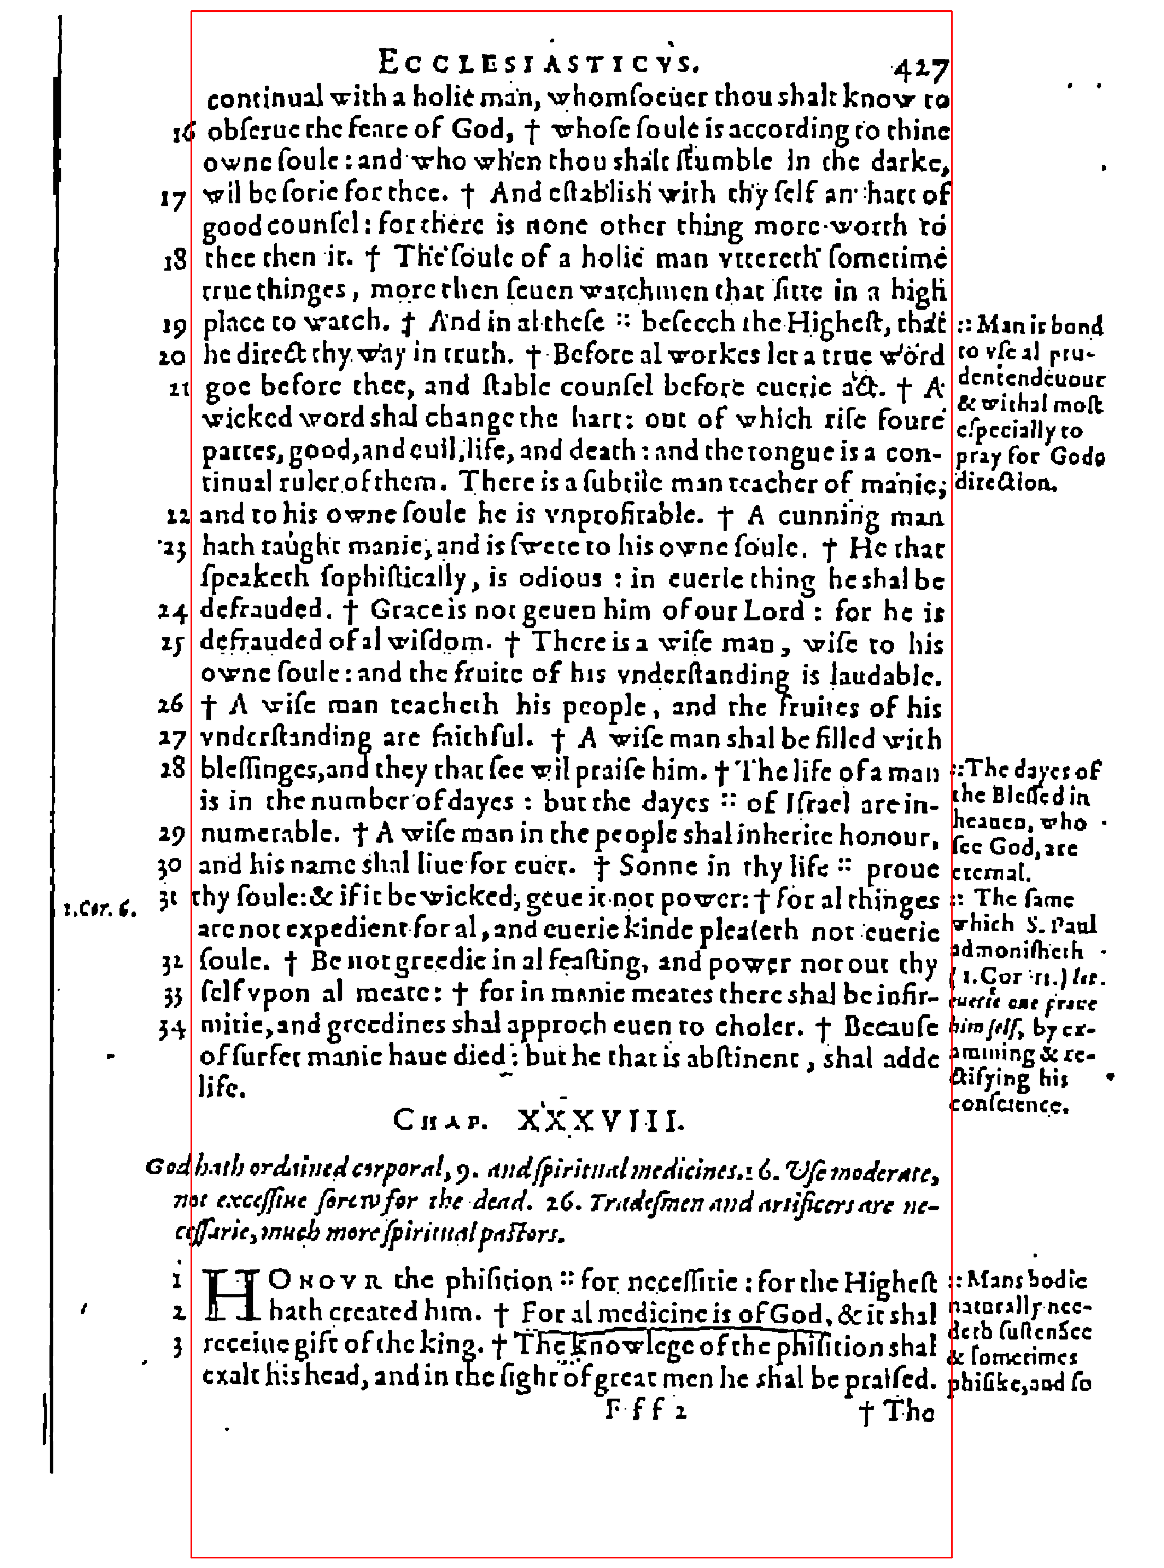 ECCLESIASTICVS. 427
continual with a holie man, whomſoeuer thou shalt know to
16 obſerue the feare of God, † whoſe ſoule is according to thine
owne ſoule: and who when thou shalt ſtumble in the darke,
17 wil be ſorie for thee. † And eſtablish with thy ſelf an hart of
good counſel: for there is none other thing more worth to
18 thee then it. † The ſoule of a holie man vttereth ſometime
true thinges, more then ſeuen watchmen that ſitte in a high
19 place to watch. † And in al theſe :: beſeech the Higheſt, that
20 he direct thy way in truth. † Before al workes let a true word
21 goe before thee, and ſtable counſel before euerie act. † A
wicked word shal change the hart: out of which riſe foure
partes, good, and euil, life, and death: and the tongue is a con-
tinual ruler of them. There is a ſubtile man teacher of manie,
22 and to his owne ſoule he is vnprofitable. † A cunning man
23 hath taught manie, and is ſwete to his owne ſoule. † He that
ſpeaketh ſophiſtically, is odious: in euerie thing he shal be
24 defrauded. † Grace is not geuen him of our Lord: for he is
25 defrauded of al wiſdom. † There is a wiſe man, wiſe to his
owne ſoule: and the fruite of his vnderſtanding is laudable.
26 † A wiſe man teacheth his people, and the fruites of his
27 vnderſtanding are faithful. † A wiſe man shal be filled with
28 bleſſinges, and they that ſee wil praiſe him. † The life of a man
is in the number of dayes: but the dayes :: of Iſrael are in-
29 numerable. † A wiſe man in the people shal inherite honour,
30 and his name shal liue for euer. † Sonne in thy life :: proue
31 thy ſoule: & if it be wicked, geue it not power: † for al thinges
are not expedient for al, and euerie kinde pleaſeth not euerie
32 ſoule. † Be not greedie in al feaſting, and power not out thy
33 ſelf vpon al meate: † for in manie meates there shal be infir-
34 mitie, and greedines shal approch euen to choler. † Becauſe
of ſurfet manie haue died: but he that is abſtinent, shal adde
life.
:: Man is bond
to vſe al pru-
dent endeuour
& withal moſt
eſpecially to
pray for Gods
direction.
:: The dayes of
the Bleſſed in
heauen, who
ſee God, are
eternal.
:: The ſame
which S. Paul
admoniſheth
(1. Cor. 11.) let
euerie one proue
him ſelf, by ex-
amining & re-
ctifying his
conſcience.
1. Cor. 6.
CHAP. XXXVIII.
God hath ordained corporal, 9. and ſpiritual medicines. 16. Vſe moderate,
not exceſſiue ſorow for the dead. 26. Tradeſmen and artificers are ne-
ceſſarie, much more ſpiritual paſtors.
1 HONOVR the phiſition :: for neceſſitie: for the Higheſt
2 hath created him. † For al medicine is of God, & it shal
3 receiue gift of the king. † The knowlege of the phiſition shal
exalt his head, and in the ſight of great men he shal be praiſed.
:: Mans bodie
naturally nee-
deth ſuſtenāce
& ſometimes
phiſike, and ſo
Fff 2 † The